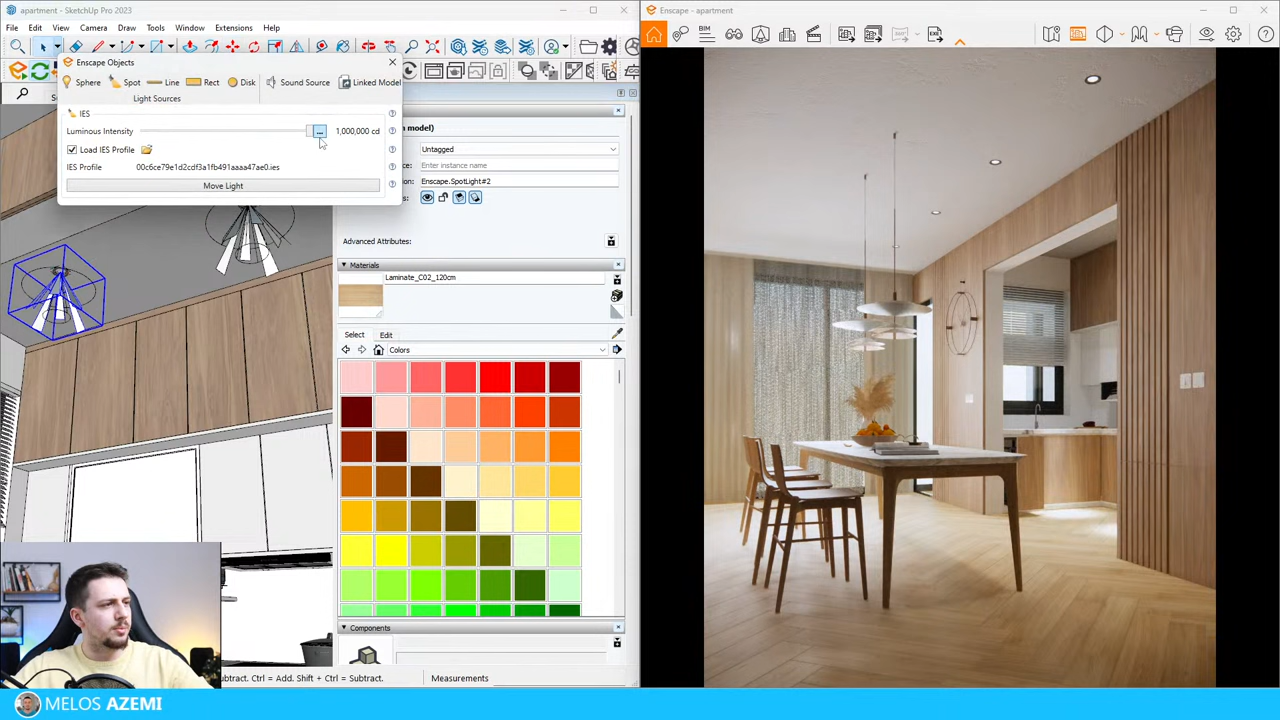 apartment - SketchUp Pro 2023
File Edit View Camera Draw Tools Window Extensions Help
Enscape Objects
Sphere Spot Line Rect Disk Sound Source Linked Model
Light Sources
IES
Luminous Intensity ... 1,000,000 cd
Load IES Profile
IES Profile 00c6ce79e1d2ccdf3a1fb491aaaa47ae0.ies
Move Light
Untagged
Enter instance name
Enscape.SpotLight#2
Advanced Attributes:
Materials
Laminate_C02_120cm
Select Edit
Colors
Components
ubtract. Ctrl = Add. Shift + Ctrl = Subtract. Measurements
Enscape - apartment
BIM
MELOS AZEMI